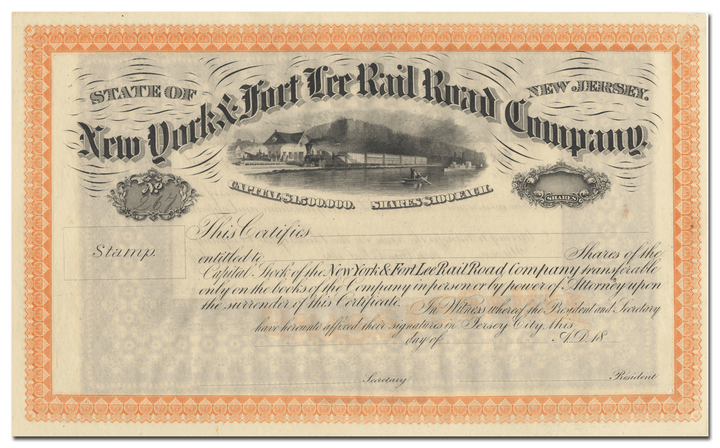 STATE OF NEW JERSEY.
New York & Fort Lee Rail Road Company.
CAPITAL $1,500,000. SHARES $100 EACH.
No
SHARES
Stamp.
This Certifies
entitled to Shares of the
Capital Stock of the New York & Fort Lee Rail Road Company transferable
only on the books of the Company in person or by power of Attorney upon
the surrender of this Certificate. In Witness whereof the President and Secretary
have hereunto affixed their signatures in Jersey City, this
day of A.D. 18
Secretary President